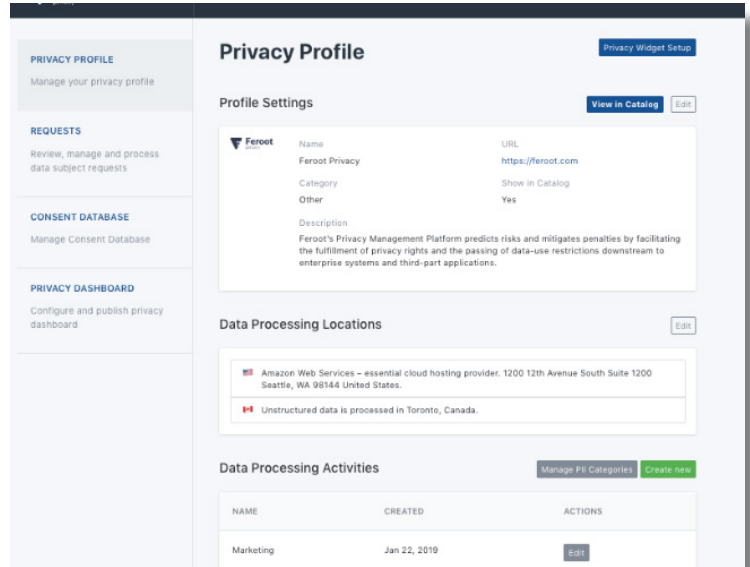 PRIVACY PROFILE
Manage your privacy profile
REQUESTS
Review, manage and process
data subject requests
CONSENT DATABASE
Manage Consent Database
PRIVACY DASHBOARD
Configure and publish privacy
dashboard
Privacy Profile
Privacy Widget Setup
Profile Settings
View in Catalog
Edit
Feroot
Name
Feroot Privacy
URL
https://feroot.com
Category
Other
Show in Catalog
Yes
Description
Feroot's Privacy Management Platform predicts risks and mitigates penalties by facilitating
the fulfillment of privacy rights and the passing of data-use restrictions downstream to
enterprise systems and third-part applications.
Data Processing Locations
Edit
Amazon Web Services – essential cloud hosting provider. 1200 12th Avenue South Suite 1200
Seattle, WA 98144 United States.
Unstructured data is processed in Toronto, Canada.
Data Processing Activities
Manage PII Categories
Create new
NAME
CREATED
ACTIONS
Marketing
Jan 22, 2019
Edit